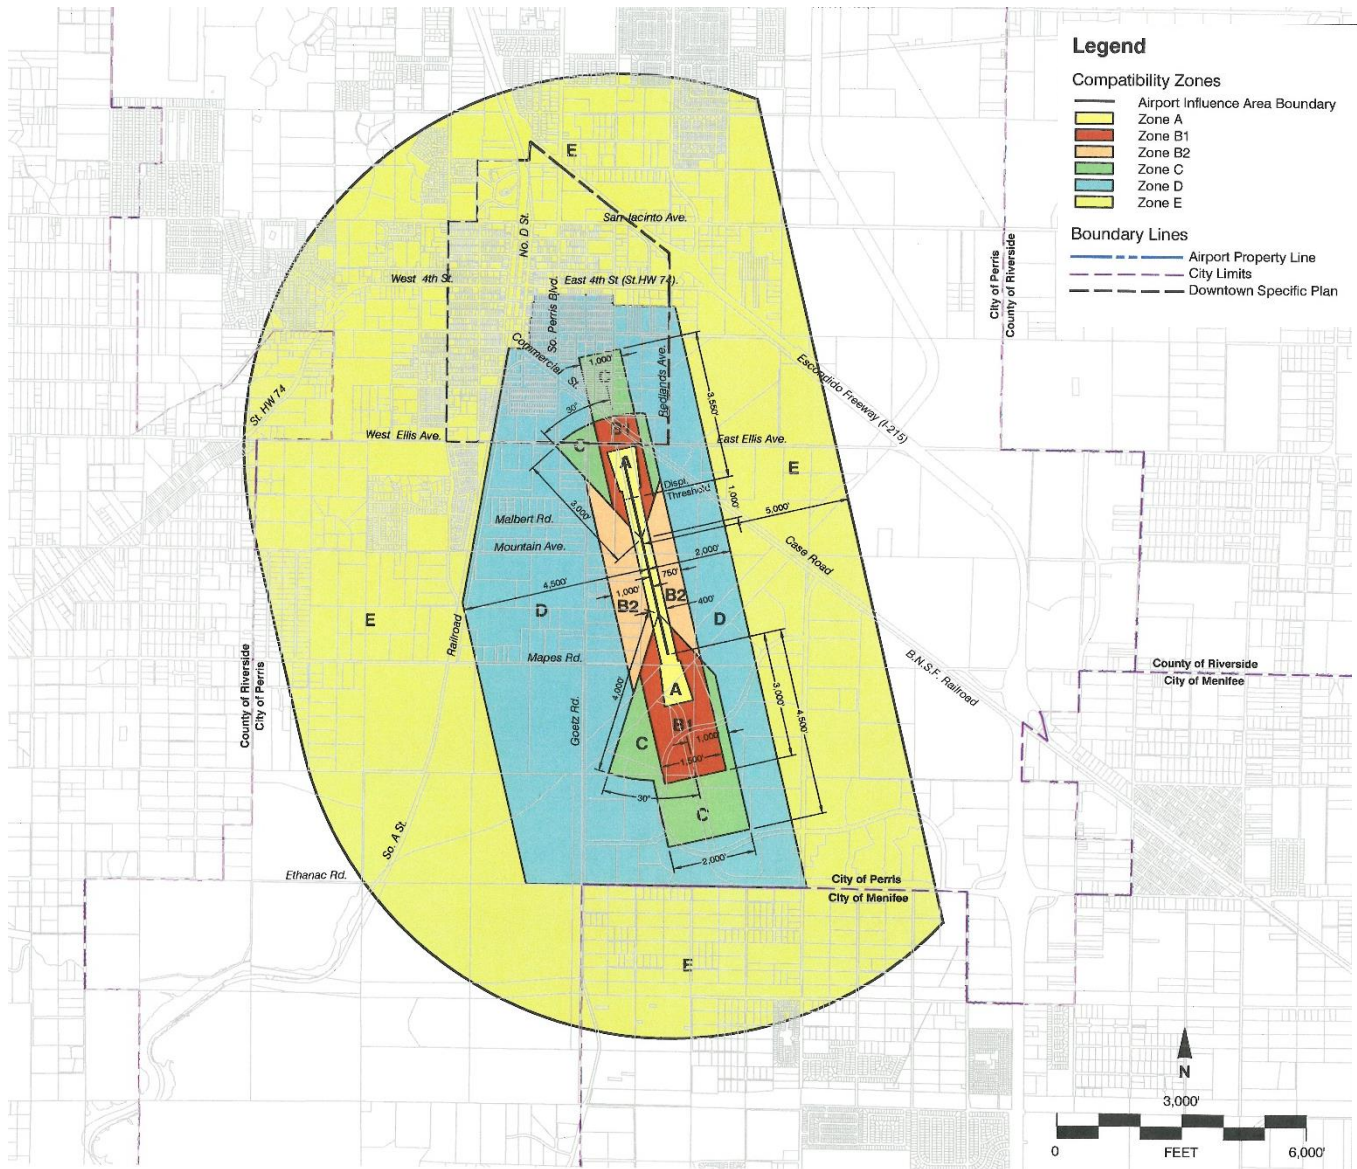 Legend
Compatibility Zones
Airport Influence Area Boundary
Zone A
Zone B1
Zone B2
Zone C
Zone D
Zone E
Boundary Lines
Airport Property Line
City Limits
Downtown Specific Plan
City of Perris
County of Riverside
E
San Jacinto Ave.
No. D St.
West 4th St.
East 4th St (St.HW 74).
So. Perris Blvd.
Commercial St.
1,000'
C
Redlands Ave.
3,550'
Escondido Freeway (I-215)
St. HW 74
30°
B1
West Ellis Ave.
East Ellis Ave.
C
A
E
Displ.
Threshold
1,000'
3,000'
5,000'
Malbert Rd.
Mountain Ave.
Case Road
2,000'
750'
4,500'
1,000'
B2
B2
400'
D
D
E
Railroad
Mapes Rd.
B.N.S.F. Railroad
County of Riverside
City of Menifee
County of Riverside
City of Perris
4,000'
A
3,000'
4,500'
Goetz Rd.
B1
1,000'
C
1,500'
30°
C
So. A St.
2,000'
Ethanac Rd.
City of Perris
City of Menifee
E
N
3,000'
0
FEET
6,000'